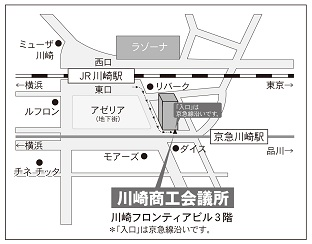 ミューザ
川崎
ラゾーナ
西口
JR川崎駅
←横浜
東京→
東口
リバーク
ルフロン
アゼリア
(地下街)
「入口」は
京急線沿いです。
京急川崎駅
←横浜
品川→
ダイス
モアーズ
チネ チッタ
川崎商工会議所
川崎フロンティアビル3階
＊「入口」は京急線沿いです。